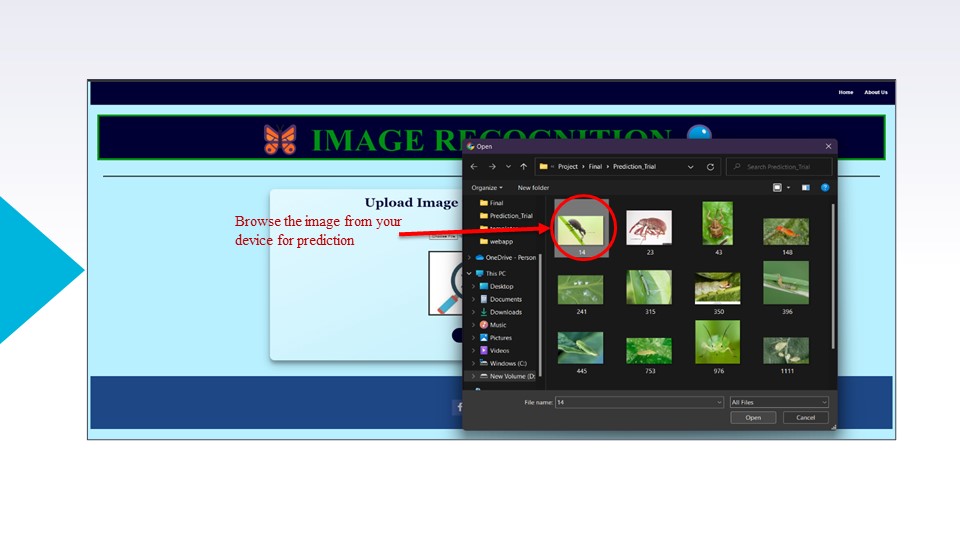 Home About Us
IMAGE RECOGNITION
Open
Project Final Prediction_Trial
Search Prediction_Trial
Organize New folder
Upload Image
Browse the image from your
device for prediction
Final
Prediction_Trial
webapp
OneDrive - Person
This PC
Desktop
Documents
Downloads
Music
Pictures
Videos
Windows (C:)
New Volume (D:
14 23 43 148
241 315 350 396
445 753 976 1111
File name: 14
All Files
Open Cancel